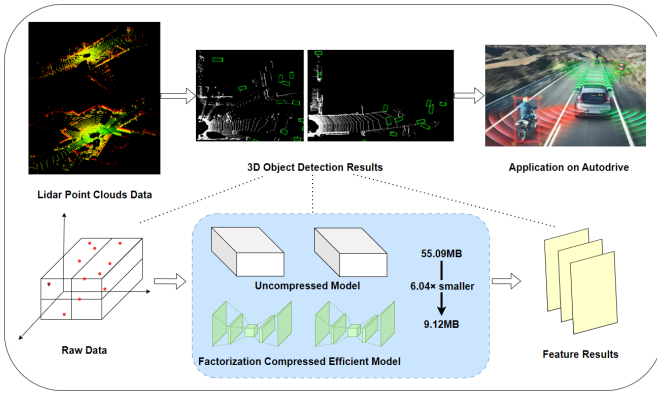 Lidar Point Clouds Data
3D Object Detection Results
Application on Autodrive
Uncompressed Model
55.09MB
6.04× smaller
9.12MB
Raw Data
Factorization Compressed Efficient Model
Feature Results